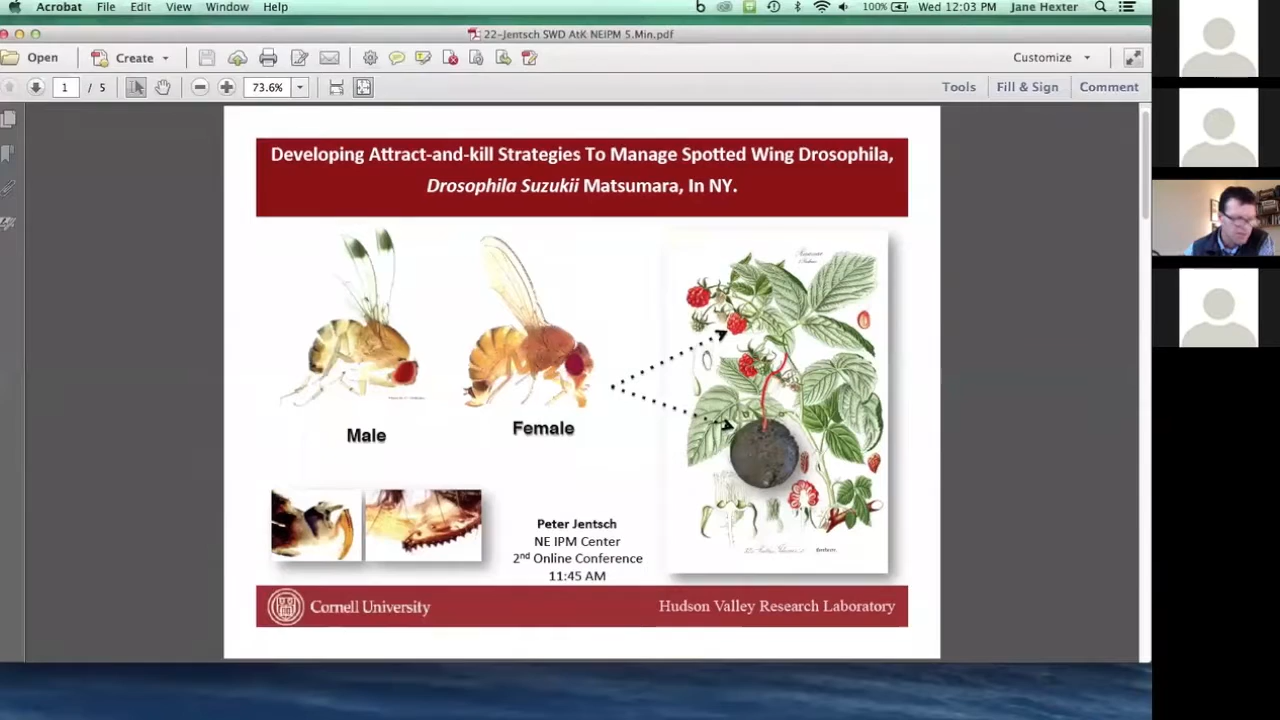 Acrobat File Edit View Window Help 100% Wed 12:03 PM Jane Hexter
22-Jentsch SWD AtK NEIPM 5.Min.pdf
Open Create Customize
1 / 5 73.6% Tools Fill & Sign Comment
Developing Attract-and-kill Strategies To Manage Spotted Wing Drosophila,
Drosophila Suzukii Matsumara, In NY.
Male
Female
Peter Jentsch
NE IPM Center
2nd Online Conference
11:45 AM
Cornell University
Hudson Valley Research Laboratory